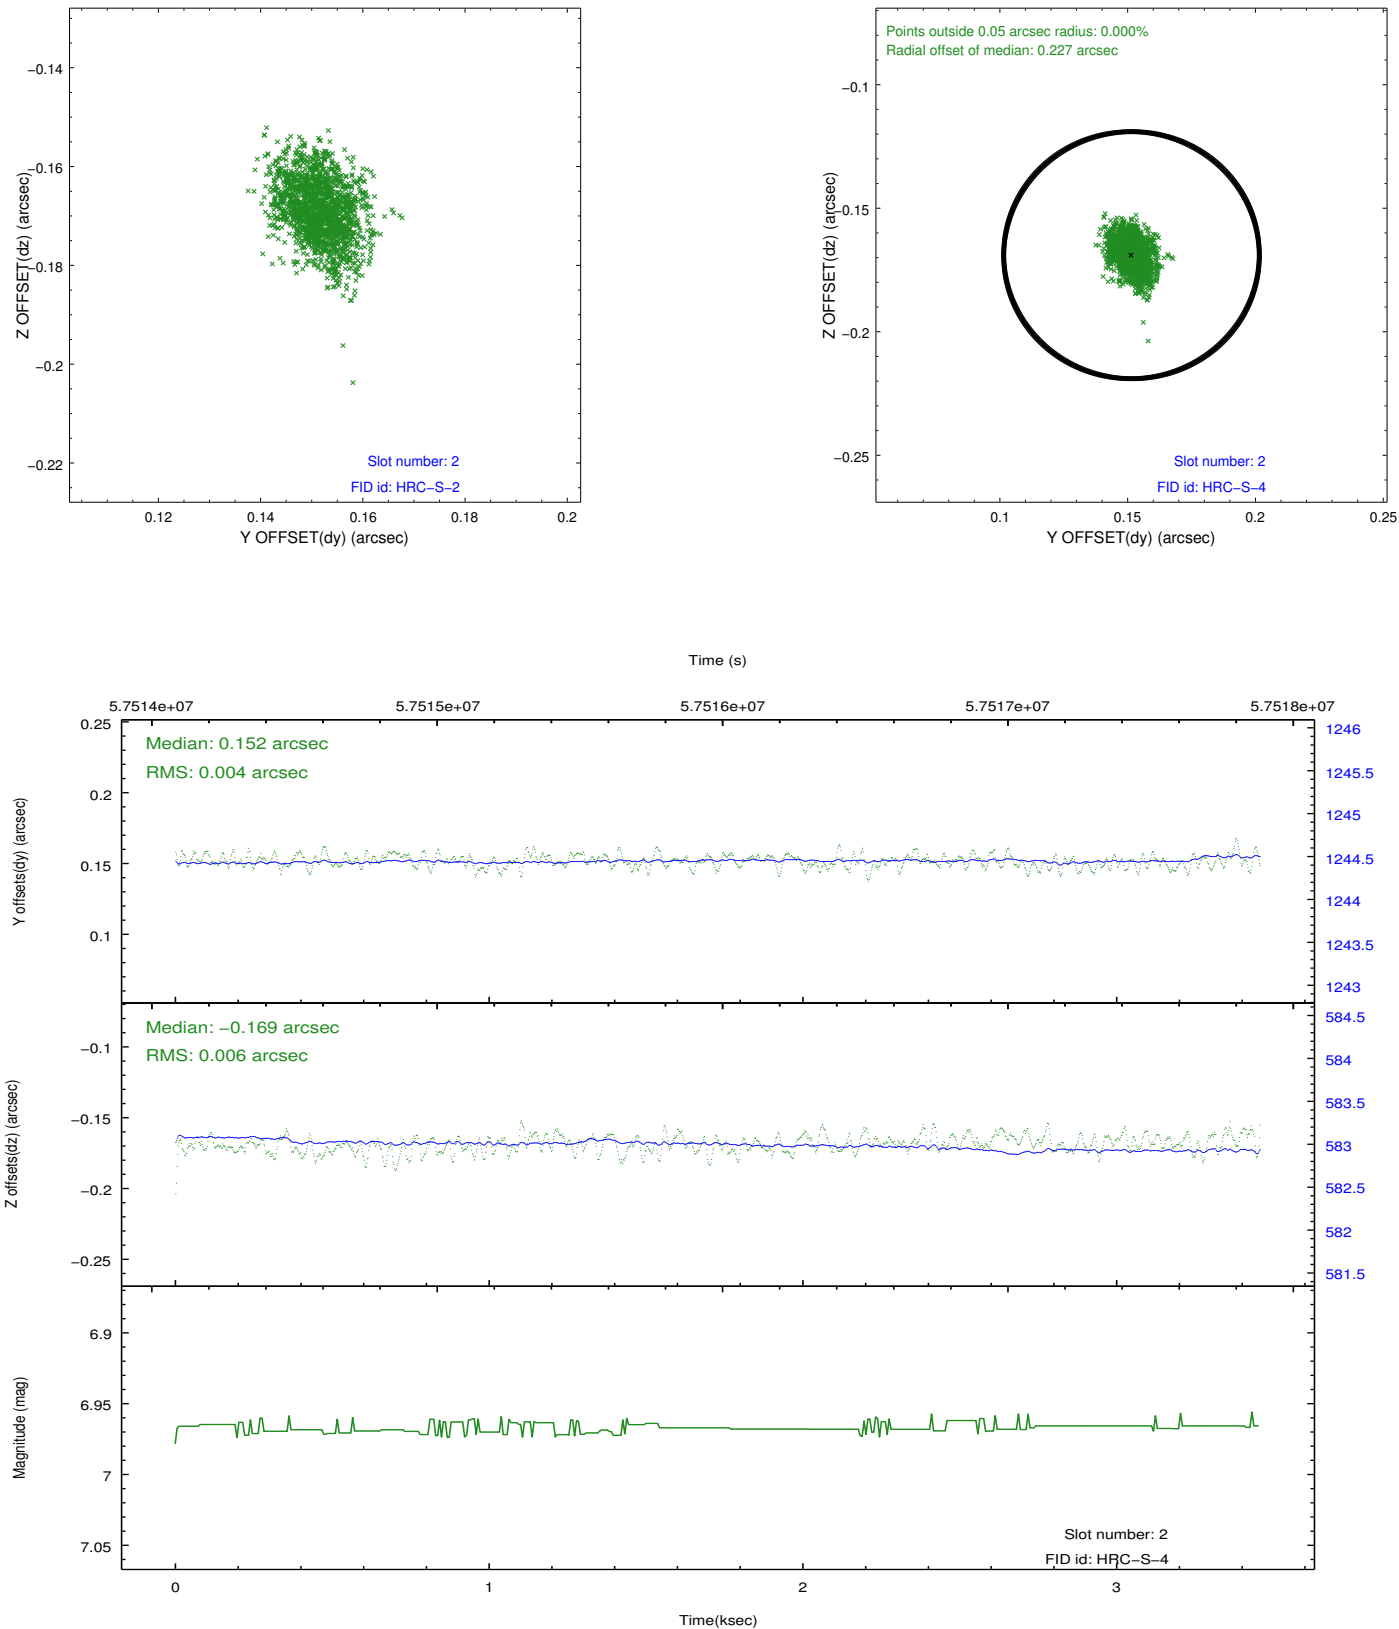 −0.14
−0.16
−0.18
−0.2
−0.22
Z OFFSET(dz) (arcsec)
Slot number: 2
FID id: HRC−S−2
0.12 0.14 0.16 0.18 0.2
Y OFFSET(dy) (arcsec)
Points outside 0.05 arcsec radius: 0.000%
Radial offset of median: 0.227 arcsec
−0.1
−0.15
−0.2
−0.25
Z OFFSET(dz) (arcsec)
Slot number: 2
FID id: HRC−S−4
0.1 0.15 0.2 0.25
Y OFFSET(dy) (arcsec)
Time (s)
5.7514e+07 5.7515e+07 5.7516e+07 5.7517e+07 5.7518e+07
Median: 0.152 arcsec
RMS: 0.004 arcsec
0.25
0.2
0.15
0.1
Y offsets(dy) (arcsec)
1246
1245.5
1245
1244.5
1244
1243.5
1243
Median: −0.169 arcsec
RMS: 0.006 arcsec
−0.1
−0.15
−0.2
−0.25
Z offsets(dz) (arcsec)
584.5
584
583.5
583
582.5
582
581.5
6.9
6.95
7
7.05
Magnitude (mag)
Slot number: 2
FID id: HRC−S−4
0 1 2 3
Time(ksec)